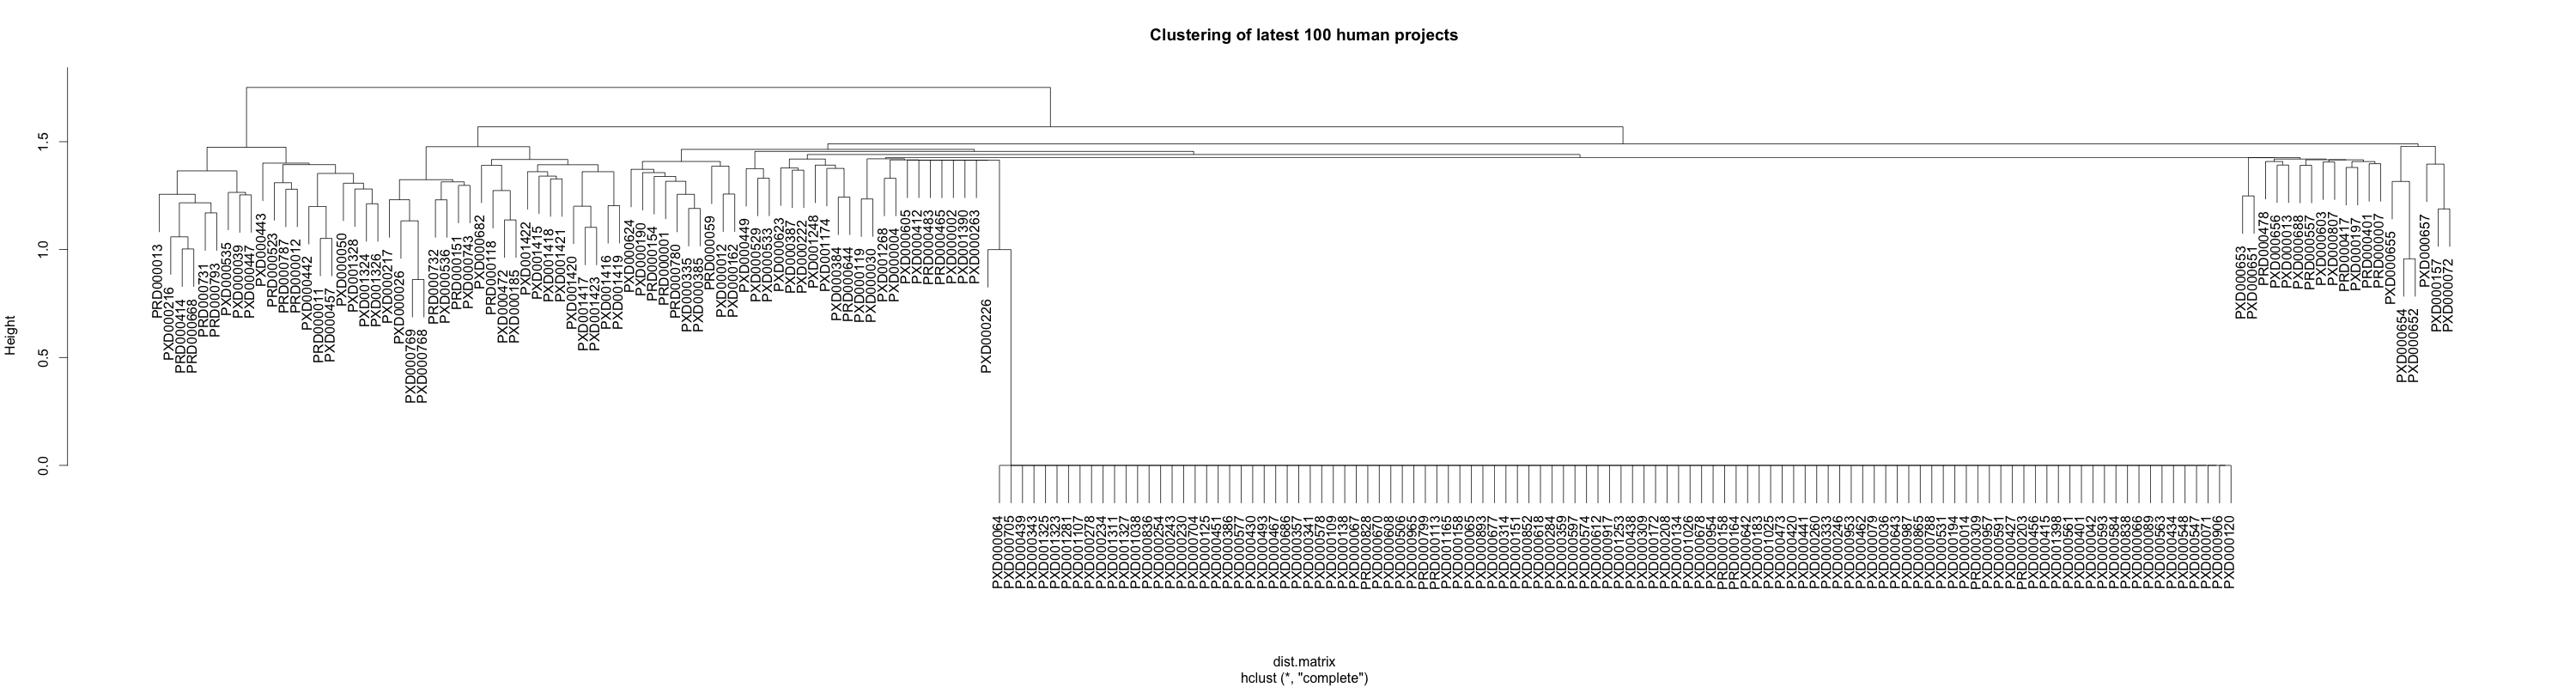 Clustering of latest 100 human projects
Height
0.0
0.5
1.0
1.5
PRD000013
PXD000216
PRD000414
PRD000668
PRD000731
PRD000793
PXD000535
PXD000039
PXD000447
PXD000443
PRD000523
PRD000787
PRD000012
PXD000442
PRD000011
PXD000457
PXD000050
PXD001328
PXD001324
PXD001326
PXD000217
PXD000026
PXD000769
PXD000768
PRD000732
PXD000536
PRD000151
PXD000743
PXD000682
PRD000118
PXD000472
PXD000185
PXD001422
PXD001415
PXD001418
PXD001421
PXD001420
PXD001417
PXD001423
PXD001416
PXD001419
PXD000624
PXD000190
PRD000154
PRD000001
PRD000780
PXD000335
PXD000385
PRD000059
PXD000012
PXD000162
PXD000449
PXD000529
PXD000533
PXD000623
PXD000387
PXD000222
PXD001248
PXD001174
PXD000384
PRD000644
PXD000119
PXD000030
PXD001268
PXD000004
PXD000605
PXD000412
PRD000483
PRD000465
PXD000002
PXD001390
PXD000263
PXD000226
PXD000064
PXD000705
PXD000439
PXD000343
PXD001325
PXD001323
PXD001281
PXD001107
PXD000278
PXD000234
PXD001311
PXD001327
PXD001038
PXD000836
PXD000254
PXD000243
PXD000230
PXD000704
PXD001125
PXD000451
PXD000386
PXD000577
PXD000430
PXD000493
PXD000467
PXD000686
PXD000357
PXD000341
PXD000578
PXD000109
PXD000138
PXD000067
PRD000828
PXD000670
PXD000608
PXD000506
PXD000965
PRD000799
PRD000113
PXD001165
PXD000158
PXD000065
PXD000893
PXD000677
PXD000314
PXD000151
PXD000852
PXD000618
PXD000284
PXD000359
PXD000597
PXD000574
PXD000612
PXD000917
PXD001253
PXD000438
PXD000309
PXD000172
PXD000208
PXD000134
PXD001026
PXD000678
PXD000954
PRD000158
PRD000164
PXD000642
PXD000183
PXD001025
PXD000473
PXD000420
PXD000441
PXD000260
PXD000333
PXD000246
PXD000953
PXD000462
PXD000079
PXD000036
PXD000643
PXD000987
PXD000865
PXD000788
PXD000531
PXD000194
PXD000014
PRD000309
PXD000957
PXD000591
PXD000427
PRD000203
PXD000456
PXD000415
PXD001398
PXD000561
PXD000401
PXD000042
PXD000593
PXD000584
PXD000838
PXD000066
PXD000089
PXD000563
PXD000434
PXD000548
PXD000547
PXD000071
PXD000906
PXD000120
PXD000653
PXD000651
PRD000478
PXD000656
PXD000013
PXD000688
PRD000557
PXD000603
PXD000807
PRD000417
PXD000197
PRD000401
PRD000007
PXD000655
PXD000654
PXD000652
PXD000657
PXD000157
PXD000072
dist.matrix
hclust (*, "complete")